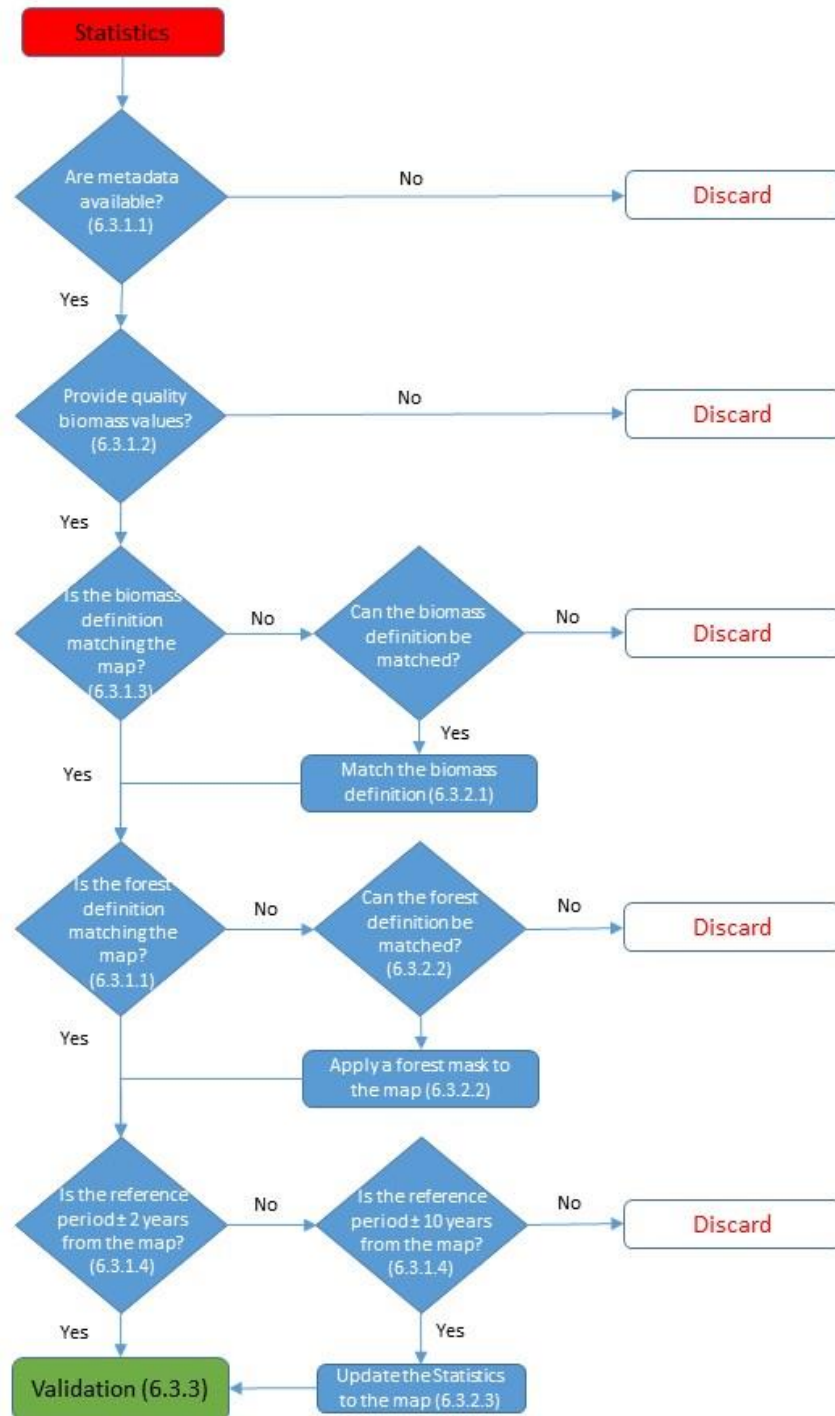 Statistics
Are metadata
available?
(6.3.1.1)
No
Discard
Yes
Provide quality
biomass values?
(6.3.1.2)
No
Discard
Yes
Is the biomass
definition
matching the
map?
(6.3.1.3)
No
Can the biomass
definition be
matched?
No
Discard
Yes
Yes
Match the biomass
definition (6.3.2.1)
Is the forest
definition
matching the
map?
(6.3.1.1)
No
Can the forest
definition be
matched?
(6.3.2.2)
No
Discard
Yes
Apply a forest mask to
the map (6.3.2.2)
Is the reference
period ± 2 years
from the map?
(6.3.1.4)
No
Is the reference
period ± 10 years
from the map?
(6.3.1.4)
No
Discard
Yes
Yes
Validation (6.3.3)
Update the Statistics
to the map (6.3.2.3)